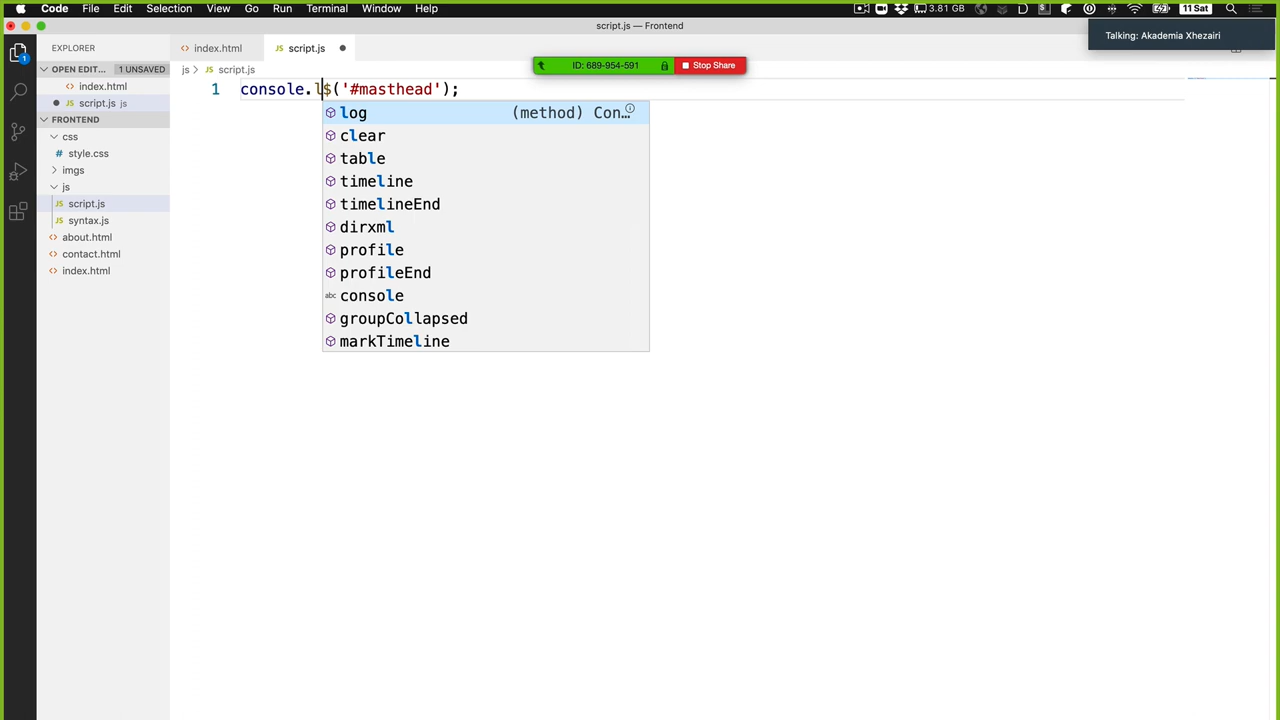 Code File Edit Selection View Go Run Terminal Window Help 3.81 GB 11 Sat
script.js — Frontend
Talking: Akademia Xhezairi
EXPLORER
index.html script.js
ID: 689-954-591 Stop Share
OPEN EDIT... 1 UNSAVED
js > script.js
index.html
script.js js
FRONTEND
css
style.css
imgs
js
script.js
syntax.js
about.html
contact.html
index.html
1 console.l$('#masthead');
log (method) Con...
clear
table
timeline
timelineEnd
dirxml
profile
profileEnd
abc console
groupCollapsed
markTimeline